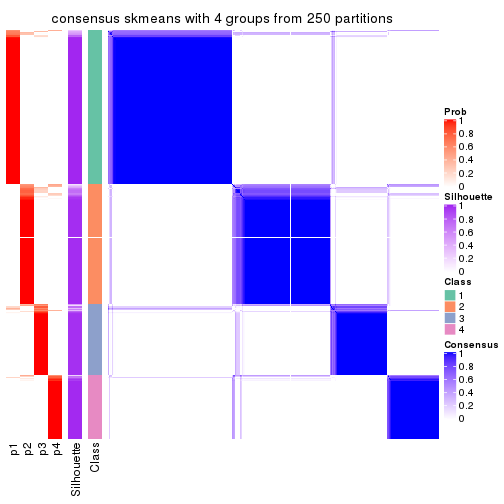 consensus skmeans with 4 groups from 250 partitions
Prob
1
0.8
0.6
0.4
0.2
0
Silhouette
1
0.8
0.6
0.4
0.2
0
Class
1
2
3
4
Consensus
1
0.8
0.6
0.4
0.2
0
p1
p2
p3
p4
Silhouette
Class